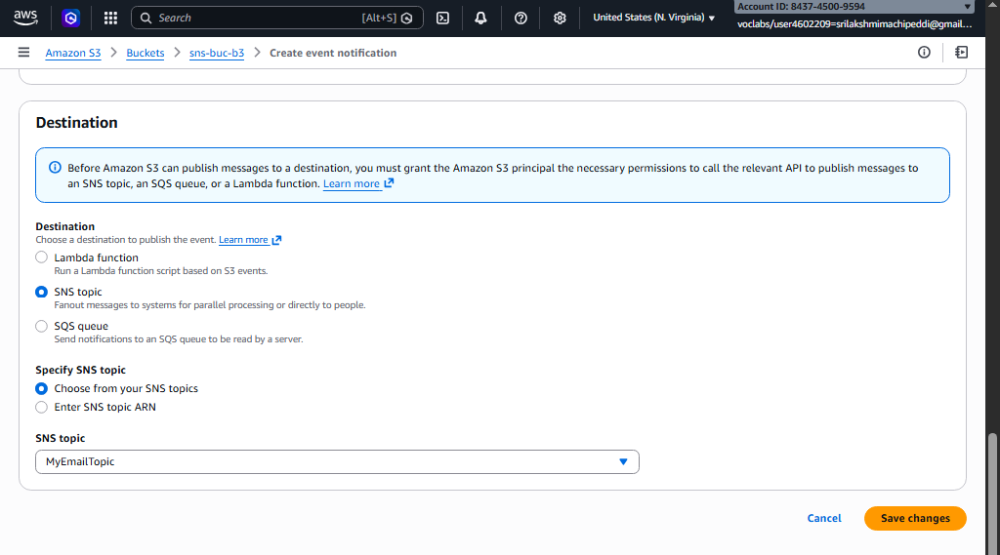 aws
Search [Alt+S]
United States (N. Virginia)
Account ID: 8437-4500-9594
voclabs/user4602209=srilakshmimachipeddi@gmail...
Amazon S3 > Buckets > sns-buc-b3 > Create event notification
Destination
Before Amazon S3 can publish messages to a destination, you must grant the Amazon S3 principal the necessary permissions to call the relevant API to publish messages to
an SNS topic, an SQS queue, or a Lambda function. Learn more
Destination
Choose a destination to publish the event. Learn more
Lambda function
Run a Lambda function script based on S3 events.
SNS topic
Fanout messages to systems for parallel processing or directly to people.
SQS queue
Send notifications to an SQS queue to be read by a server.
Specify SNS topic
Choose from your SNS topics
Enter SNS topic ARN
SNS topic
MyEmailTopic
Cancel
Save changes